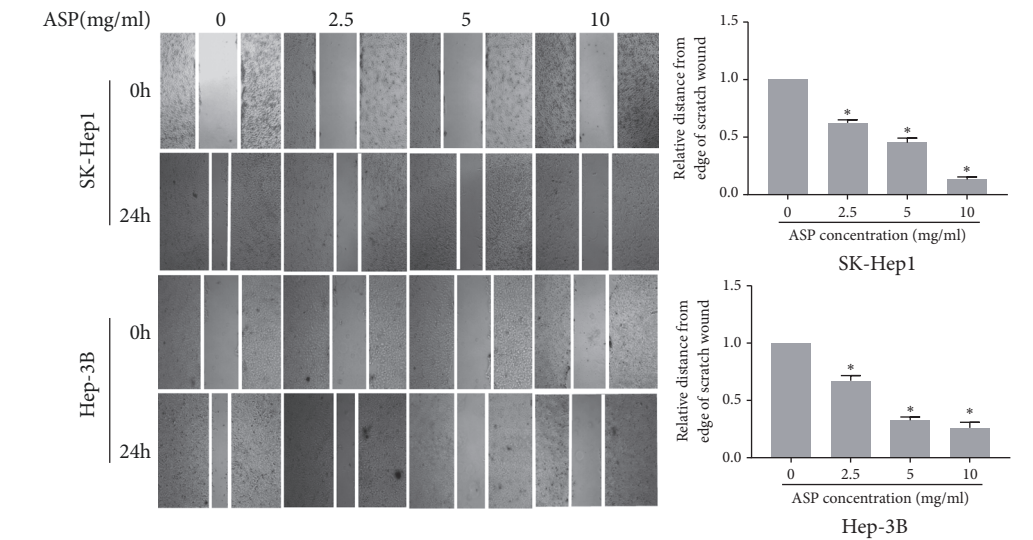 ASP(mg/ml) 0 2.5 5 10
SK-Hep1
0h
24h
Hep-3B
0h
24h
Relative distance from
edge of scratch wound
1.5
1.0
0.5
0.0
* * *
0 2.5 5 10
ASP concentration (mg/ml)
SK-Hep1
Relative distance from
edge of scratch wound
1.5
1.0
0.5
0.0
* * *
0 2.5 5 10
ASP concentration (mg/ml)
Hep-3B